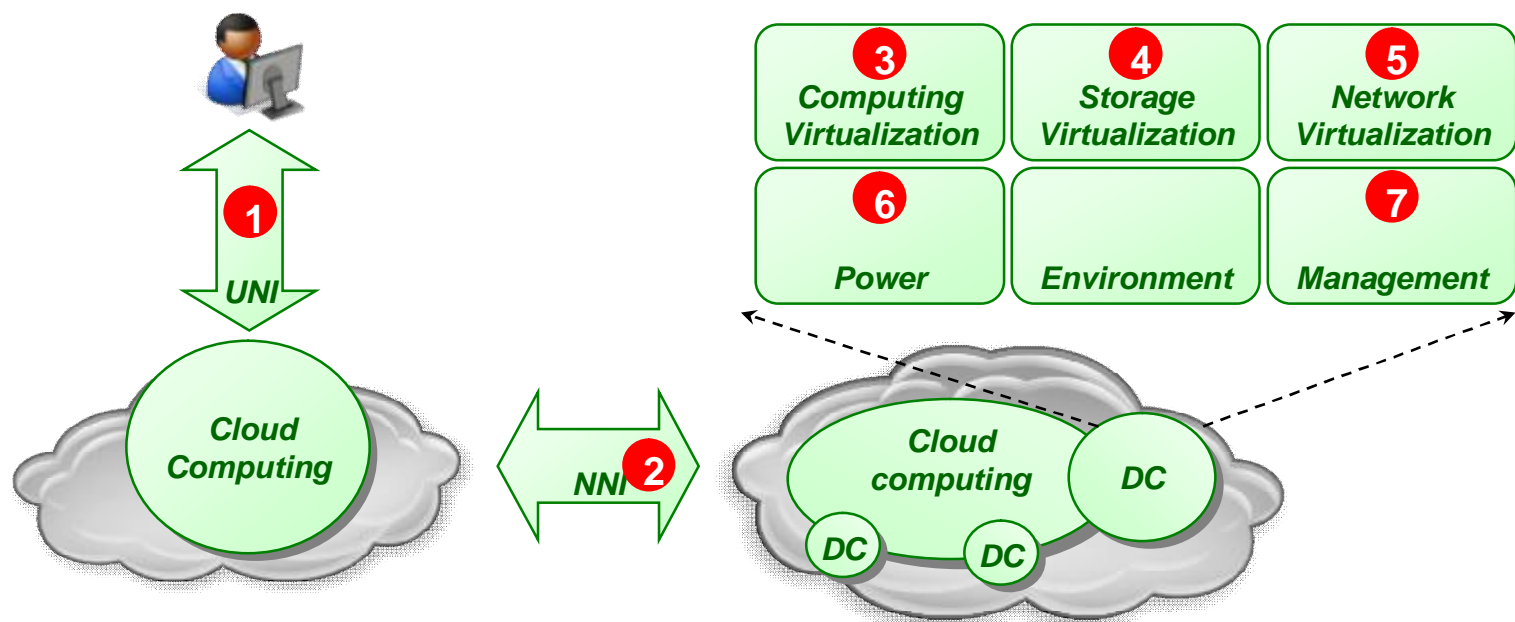 3
Computing
Virtualization
4
Storage
Virtualization
5
Network
Virtualization
1
UNI
6
Power
Environment
7
Management
Cloud
Computing
NNI
2
Cloud
computing
DC
DC
DC